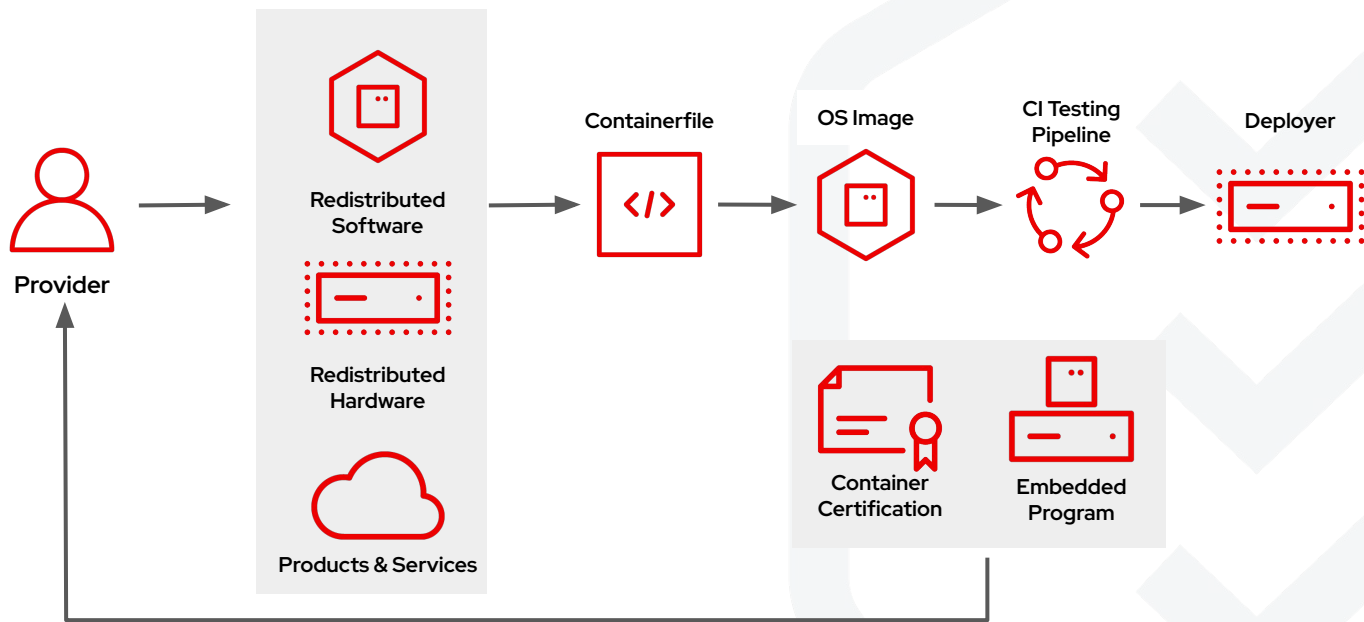 Provider
Redistributed
Software
Redistributed
Hardware
Products & Services
Containerfile
</>
OS Image
CI Testing
Pipeline
Deployer
Container
Certification
Embedded
Program